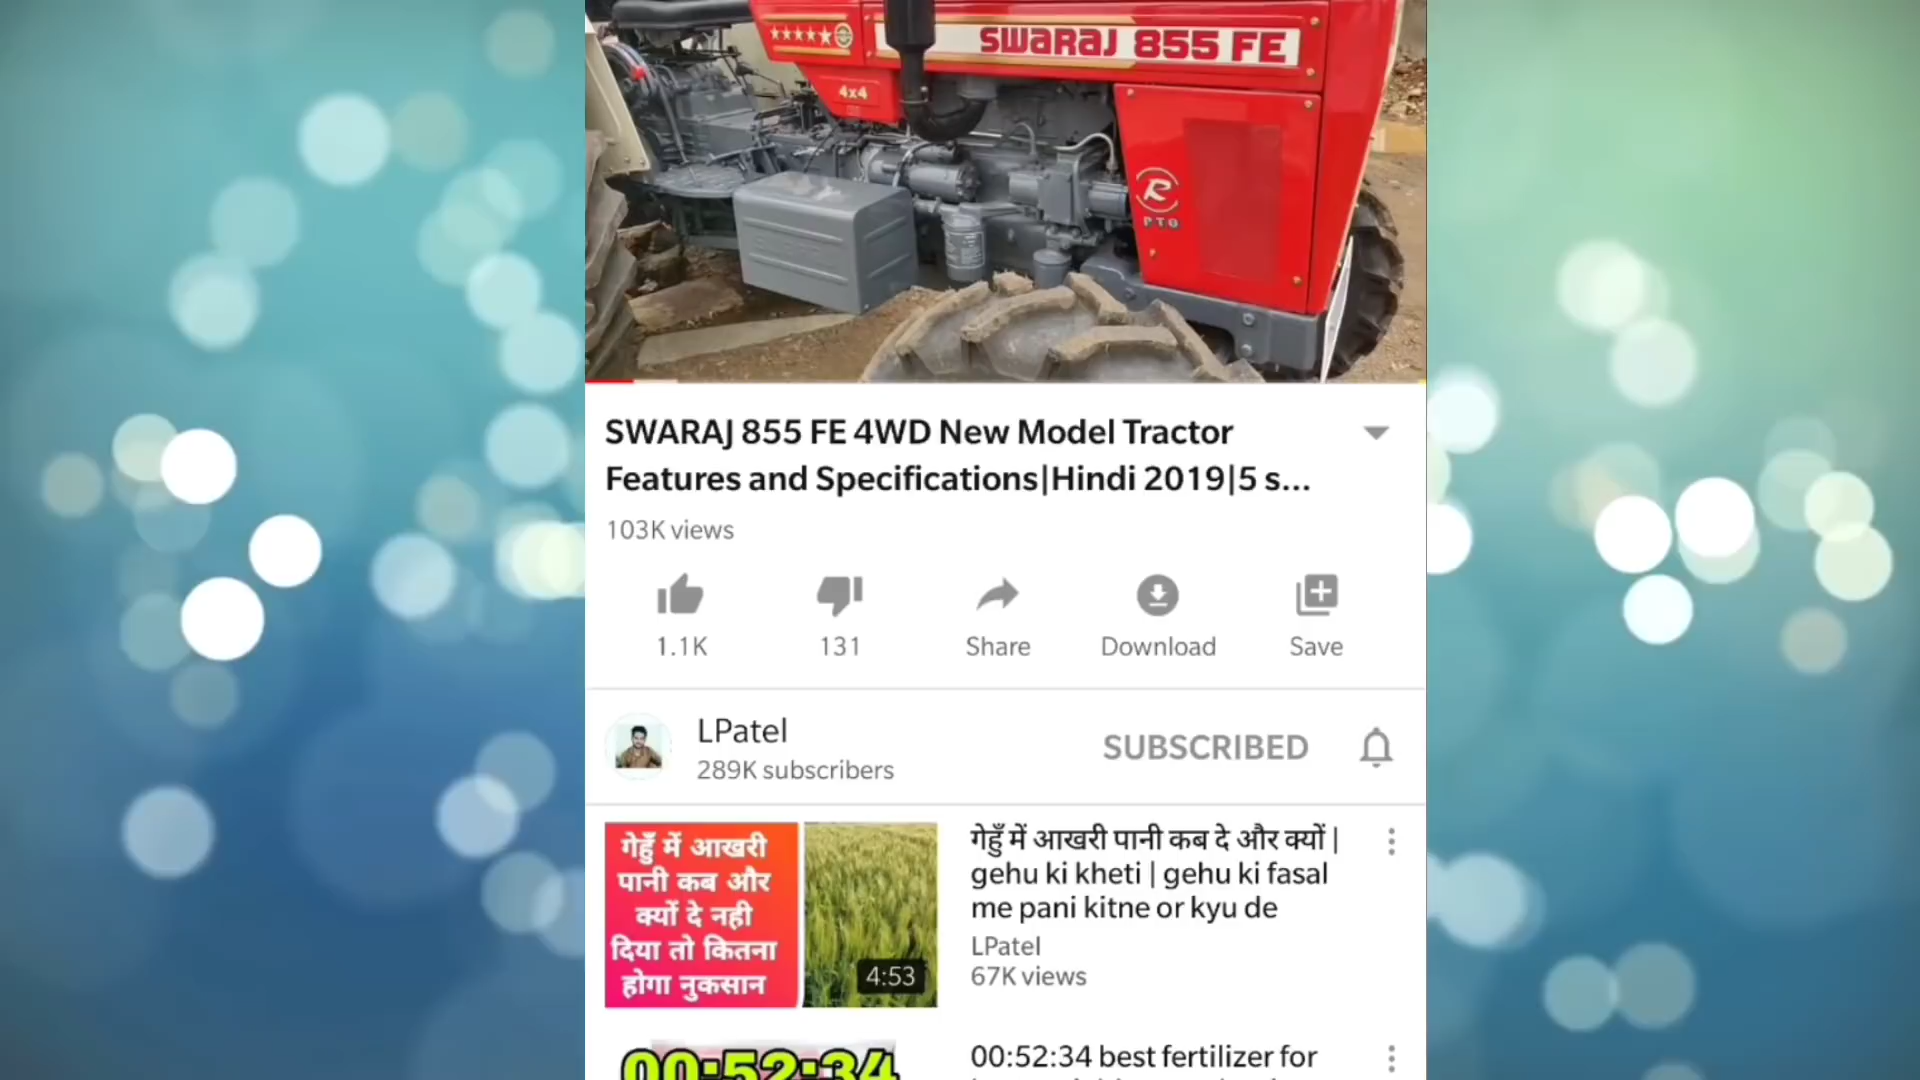 SWARAJ 855 FE
4x4
R
PTO
SWARAJ 855 FE 4WD New Model Tractor
Features and Specifications|Hindi 2019|5 s...
103K views
1.1K
131
Share
Download
Save
LPatel
289K subscribers
SUBSCRIBED
गेहुँ में आखरी
पानी कब और
क्यों दे नही
दिया तो कितना
होगा नुकसान
4:53
गेहुँ में आखरी पानी कब दे और क्यों |
gehu ki kheti | gehu ki fasal
me pani kitne or kyu de
LPatel
67K views
00:52:34
00:52:34 best fertilizer for